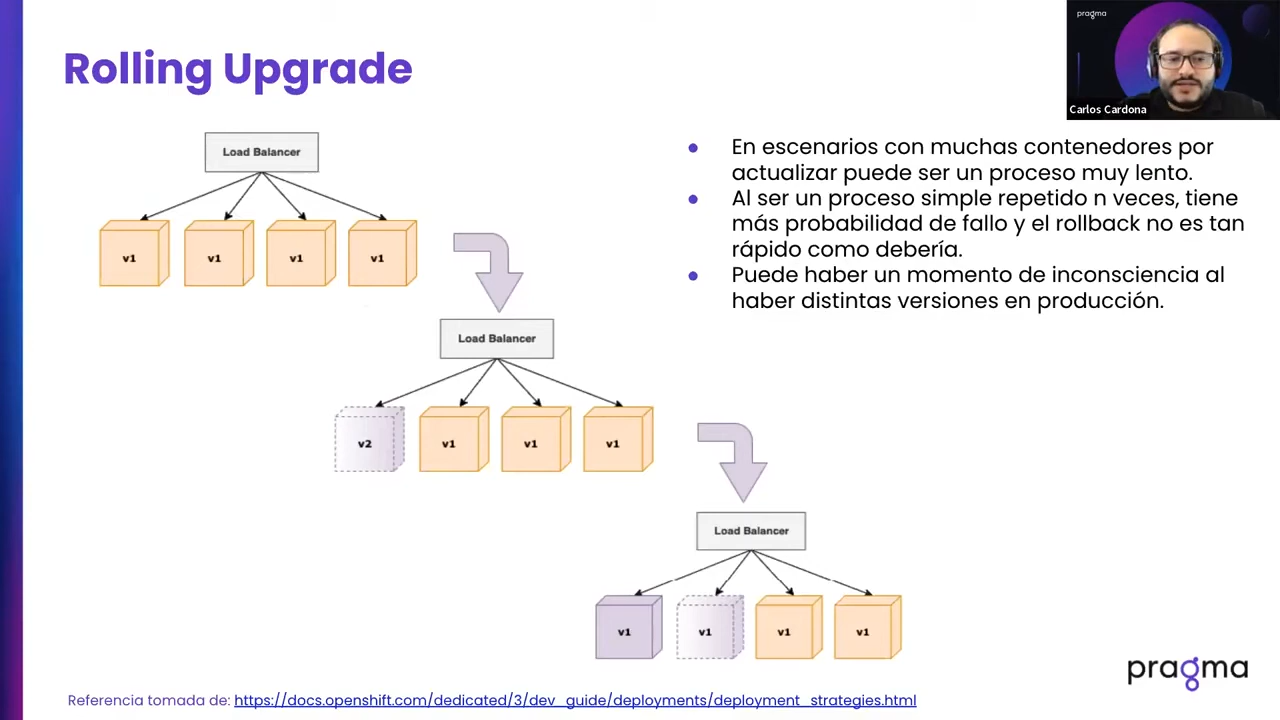 pragma
Carlos Cardona
Rolling Upgrade
Load Balancer
v1
v1
v1
v1
Load Balancer
v2
v1
v1
v1
Load Balancer
v1
v1
v1
v1
En escenarios con muchas contenedores por
actualizar puede ser un proceso muy lento.
Al ser un proceso simple repetido n veces, tiene
más probabilidad de fallo y el rollback no es tan
rápido como debería.
Puede haber un momento de inconsciencia al
haber distintas versiones en producción.
pragma
Referencia tomada de: https://docs.openshift.com/dedicated/3/dev_guide/deployments/deployment_strategies.html